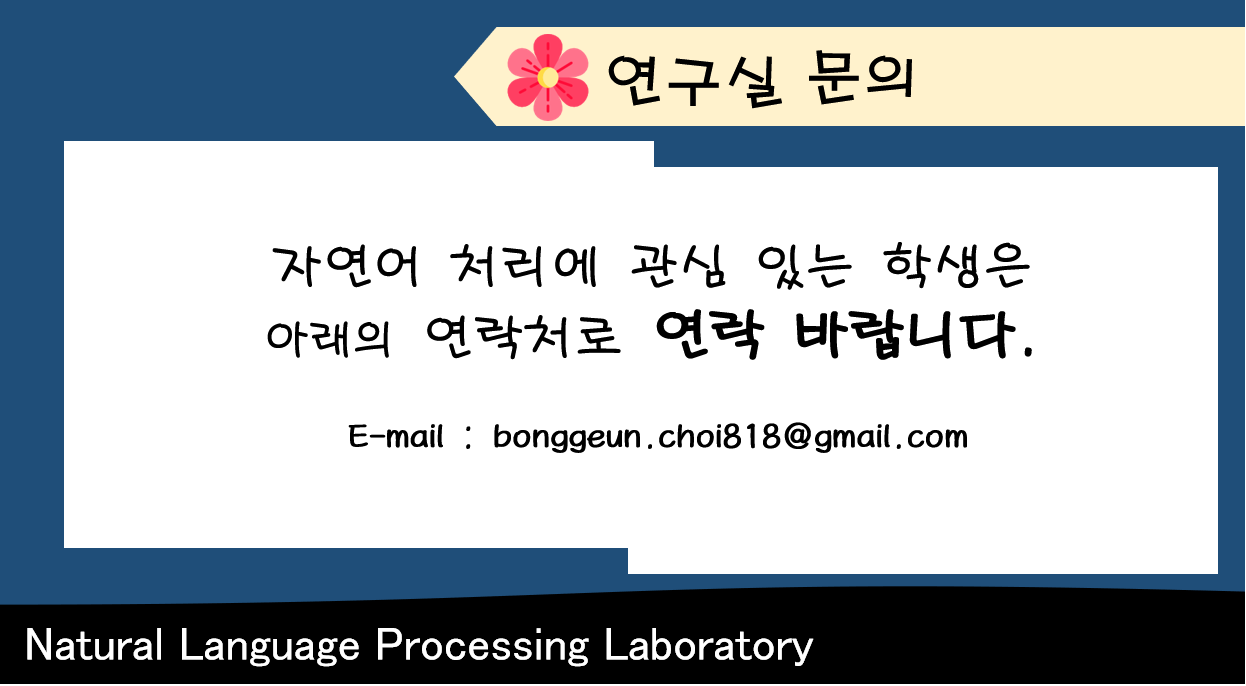 연구실 문의
자연어 처리에 관심 있는 학생은
아래의 연락처로 연락 바랍니다.
E-mail : bonggeun.choi818@gmail.com
Natural Language Processing Laboratory